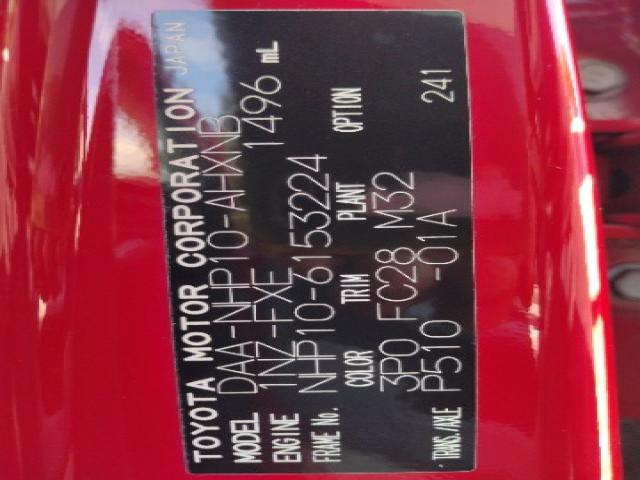 TOYOTA MOTOR CORPORATION JAPAN
MODEL DAA-NHP10-AHXNB
ENGINE 1NZ-FXE 1496 mL
FRAME No. NHP10-6153224
COLOR TRIM PLANT OPTION
3P0 FC28 M32
TRANS./AXLE P510 -01A 241